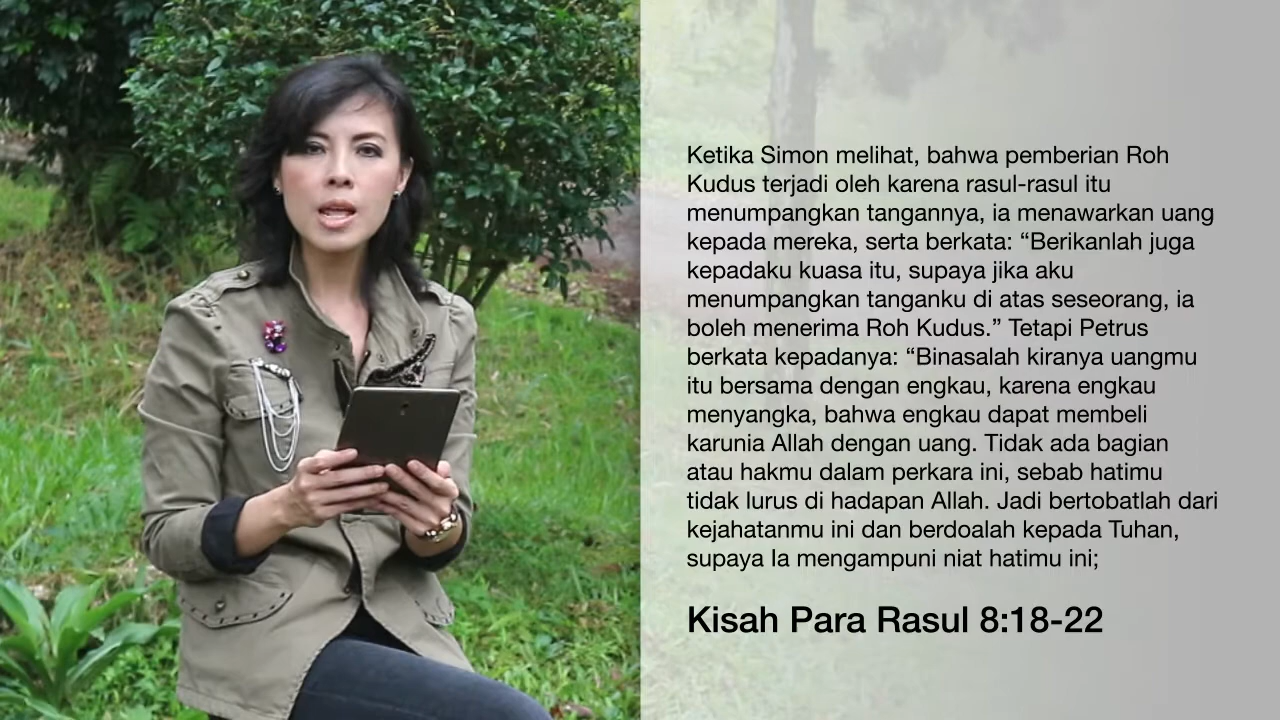 Ketika Simon melihat, bahwa pemberian Roh
Kudus terjadi oleh karena rasul-rasul itu
menumpangkan tangannya, ia menawarkan uang
kepada mereka, serta berkata: “Berikanlah juga
kepadaku kuasa itu, supaya jika aku
menumpangkan tanganku di atas seseorang, ia
boleh menerima Roh Kudus.” Tetapi Petrus
berkata kepadanya: “Binasalah kiranya uangmu
itu bersama dengan engkau, karena engkau
menyangka, bahwa engkau dapat membeli
karunia Allah dengan uang. Tidak ada bagian
atau hakmu dalam perkara ini, sebab hatimu
tidak lurus di hadapan Allah. Jadi bertobatlah dari
kejahatanmu ini dan berdoalah kepada Tuhan,
supaya Ia mengampuni niat hatimu ini;
Kisah Para Rasul 8:18-22